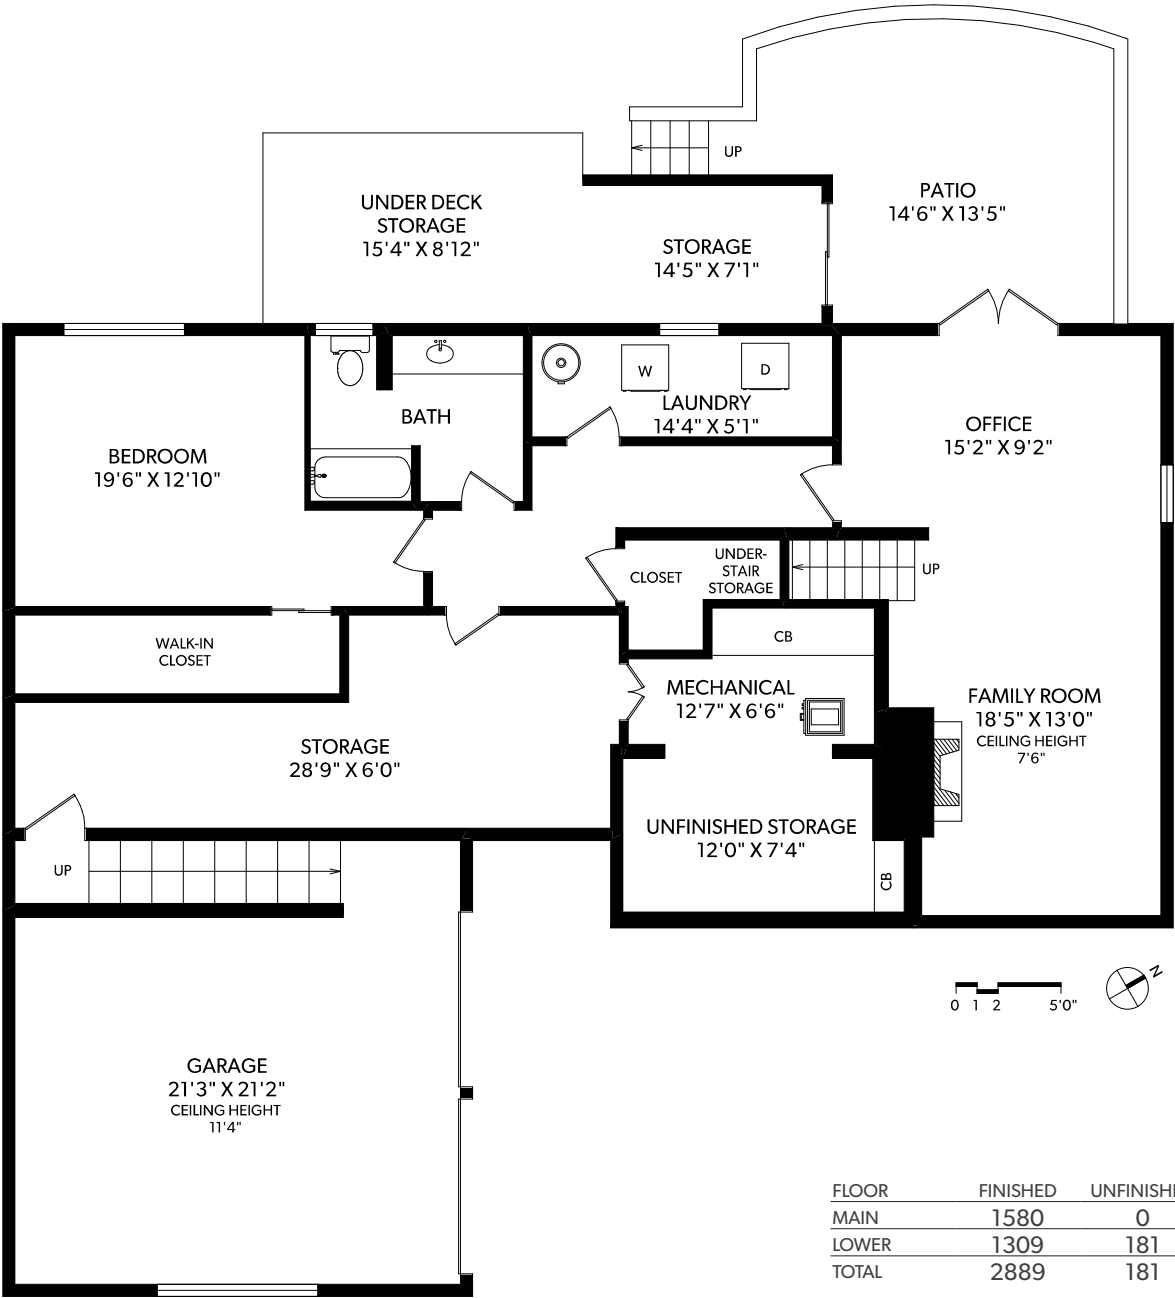 UP
PATIO
14'6" X 13'5"
UNDER DECK
STORAGE
15'4" X 8'12"
STORAGE
14'5" X 7'1"
W
D
LAUNDRY
14'4" X 5'1"
BATH
OFFICE
15'2" X 9'2"
BEDROOM
19'6" X 12'10"
UNDER-
STAIR
STORAGE
CLOSET
UP
CB
WALK-IN
CLOSET
MECHANICAL
12'7" X 6'6"
FAMILY ROOM
18'5" X 13'0"
CEILING HEIGHT
7'6"
STORAGE
28'9" X 6'0"
UNFINISHED STORAGE
12'0" X 7'4"
UP
CB
N
0 1 2 5'0"
GARAGE
21'3" X 21'2"
CEILING HEIGHT
11'4"
FLOOR FINISHED
MAIN 1580 0
LOWER 1309 181
TOTAL 2889 181